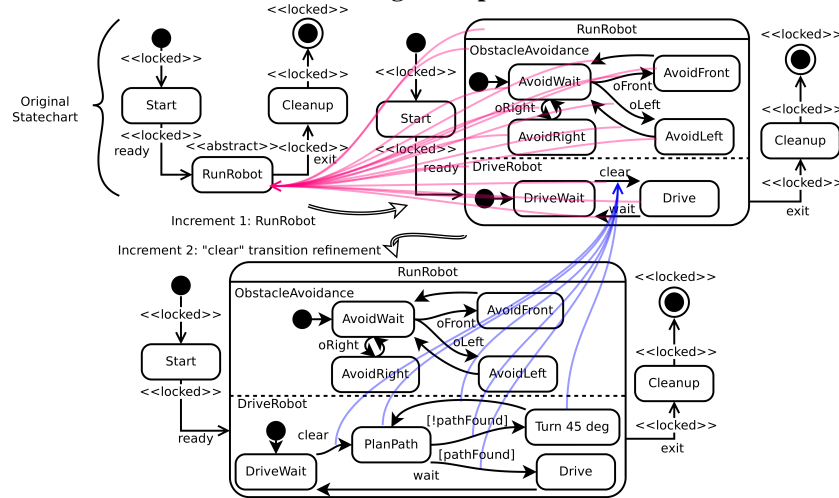 <<locked>>
RunRobot
<<locked>>
<<locked>>
<<locked>>
<<locked>>
ObstacleAvoidance
<<locked>>
AvoidWait
AvoidFront
oFront
Original
Statechart
Start
Cleanup
Start
oRight
oLeft
<<locked>>
<<locked>>
ready
<<abstract>>
<<locked>>
exit
<<locked>>
AvoidRight
AvoidLeft
Cleanup
RunRobot
ready
DriveRobot
clear
<<locked>>
DriveWait
Drive
wait
exit
Increment 1: RunRobot
Increment 2: "clear" transition refinement
RunRobot
<<locked>>
ObstacleAvoidance
<<locked>>
AvoidWait
AvoidFront
oFront
oRight
oLeft
<<locked>>
Start
AvoidRight
AvoidLeft
Cleanup
<<locked>>
DriveRobot
<<locked>>
ready
clear
PlanPath
[!pathFound]
Turn 45 deg
exit
[pathFound]
DriveWait
wait
Drive